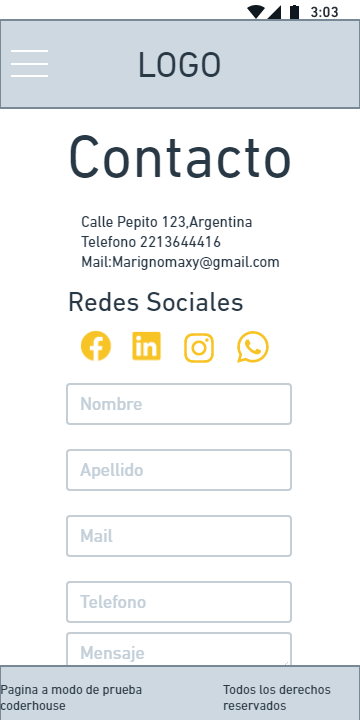 3:03
LOGO
Contacto
Calle Pepito 123,Argentina
Telefono 2213644416
Mail:Marignomaxy@gmail.com
Redes Sociales
Nombre
Apellido
Mail
Telefono
Mensaje
Pagina a modo de prueba
coderhouse
Todos los derechos
reservados